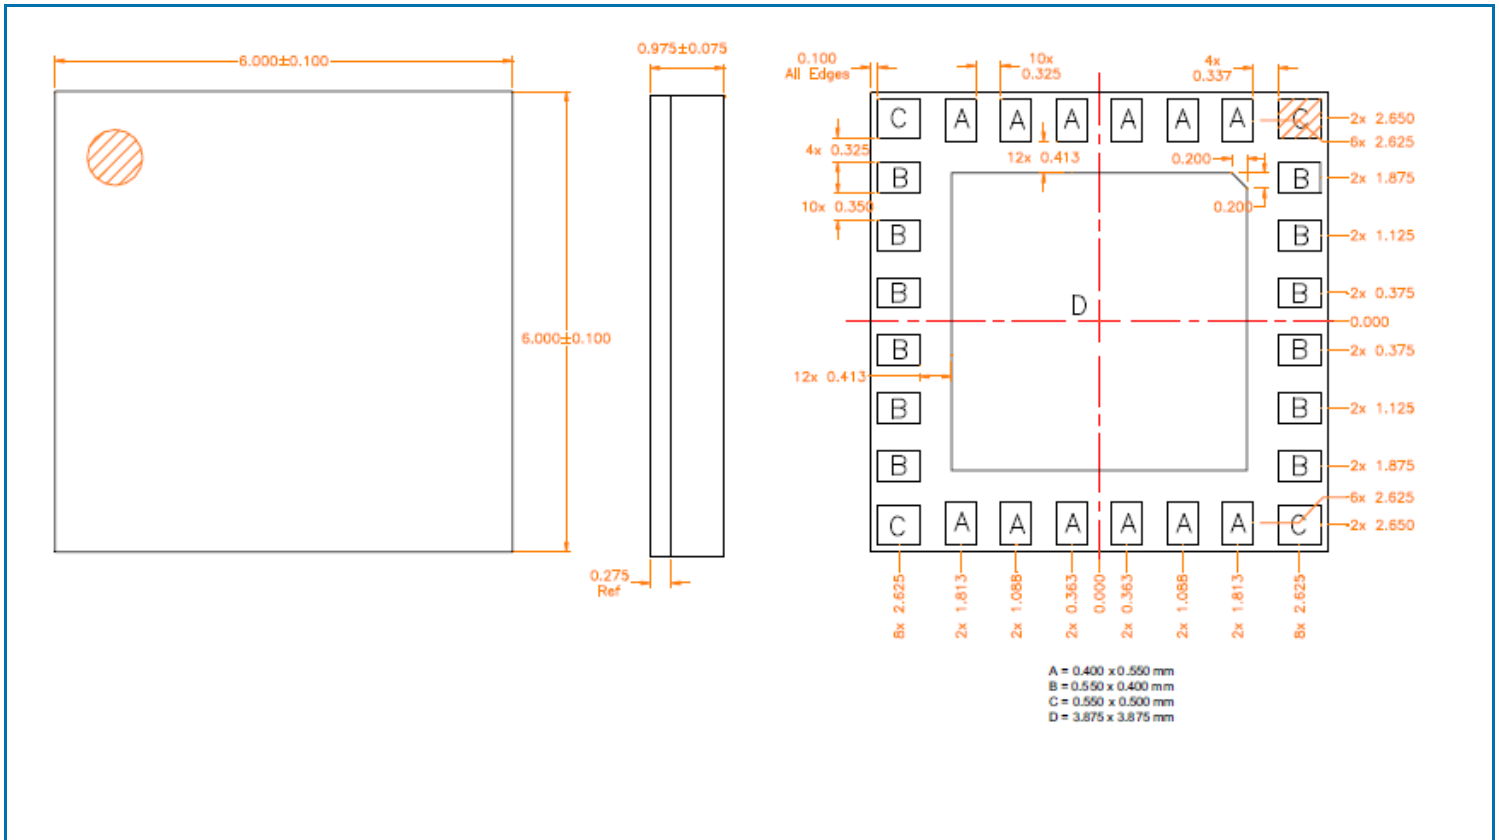 6.000±0.100
6.000±0.100
0.975±0.075
0.275
Ref
0.100
All Edges
10x
0.325
4x
0.337
4x 0.325
10x 0.350
12x 0.413
0.200
0.200
12x 0.413
C A A A A A A C
B B
B B
B B
D
B B
B B
B B
C A A A A A A C
2x 2.650
6x 2.625
2x 1.875
2x 1.125
2x 0.375
0.000
2x 0.375
2x 1.125
2x 1.875
6x 2.625
2x 2.650
8x 2.625
2x 1.813
2x 1.088
2x 0.363
0.000
2x 0.363
2x 1.088
2x 1.813
8x 2.625
A = 0.400 x 0.550 mm
B = 0.550 x 0.400 mm
C = 0.550 x 0.500 mm
D = 3.875 x 3.875 mm